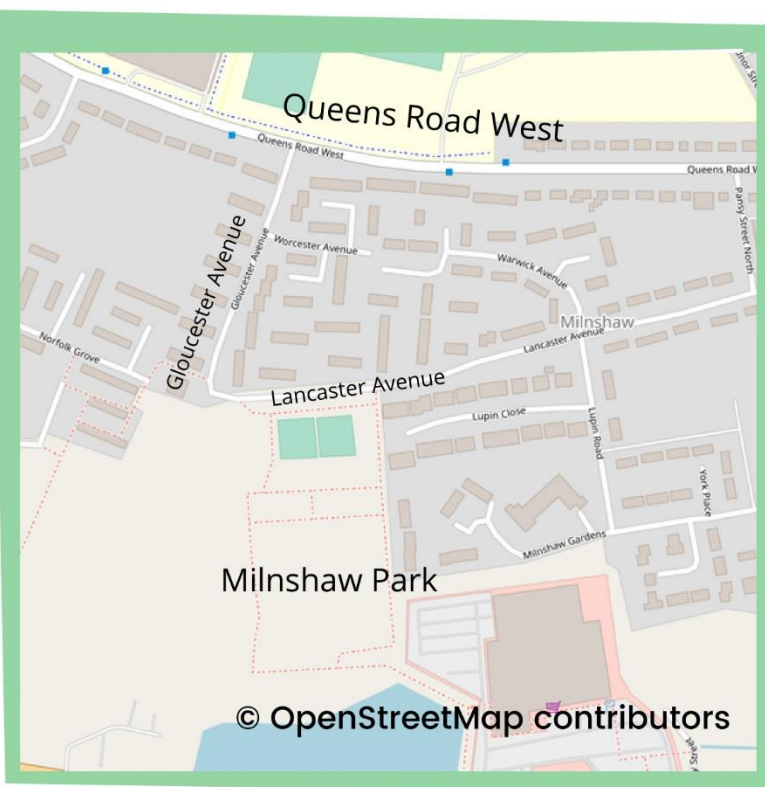 Queens Road West
Queens Road West
Queens Road W
Pansy Street North
Gloucester Avenue
Gloucester Avenue
Worcester Avenue
Warwick Avenue
Milnshaw
Lancaster Avenue
Norfolk Grove
Lancaster Avenue
Lupin Close
Lupin Road
York Place
Milnshaw Gardens
Milnshaw Park
© OpenStreetMap contributors
Street